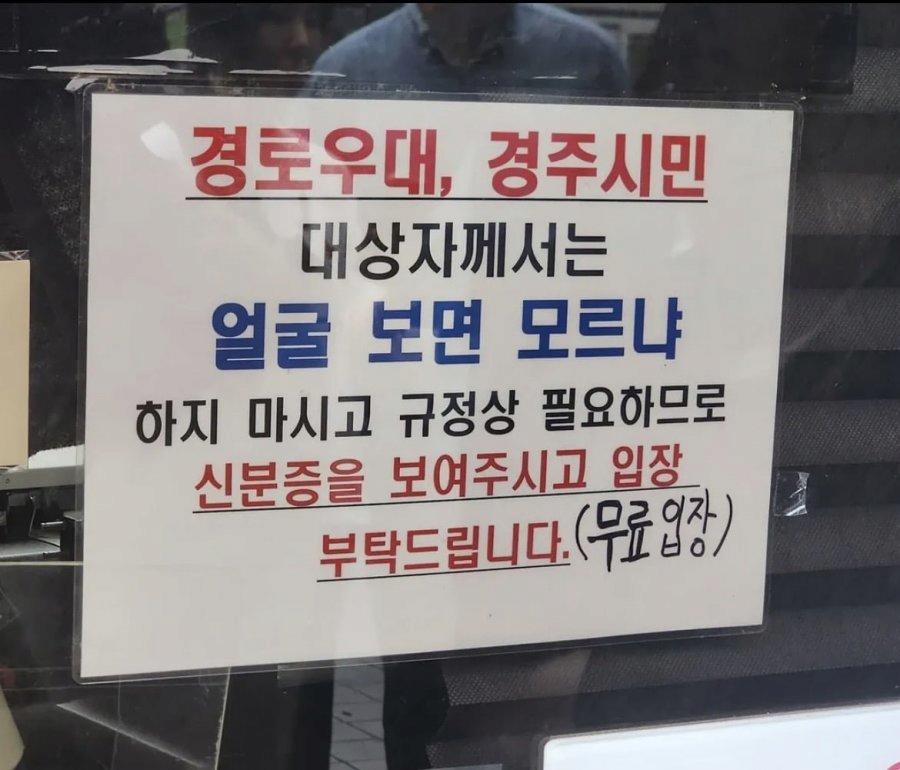 경로우대, 경주시민
대상자께서는
얼굴 보면 모르냐
하지 마시고 규정상 필요하므로
신분증을 보여주시고 입장
부탁드립니다. (무료입장)